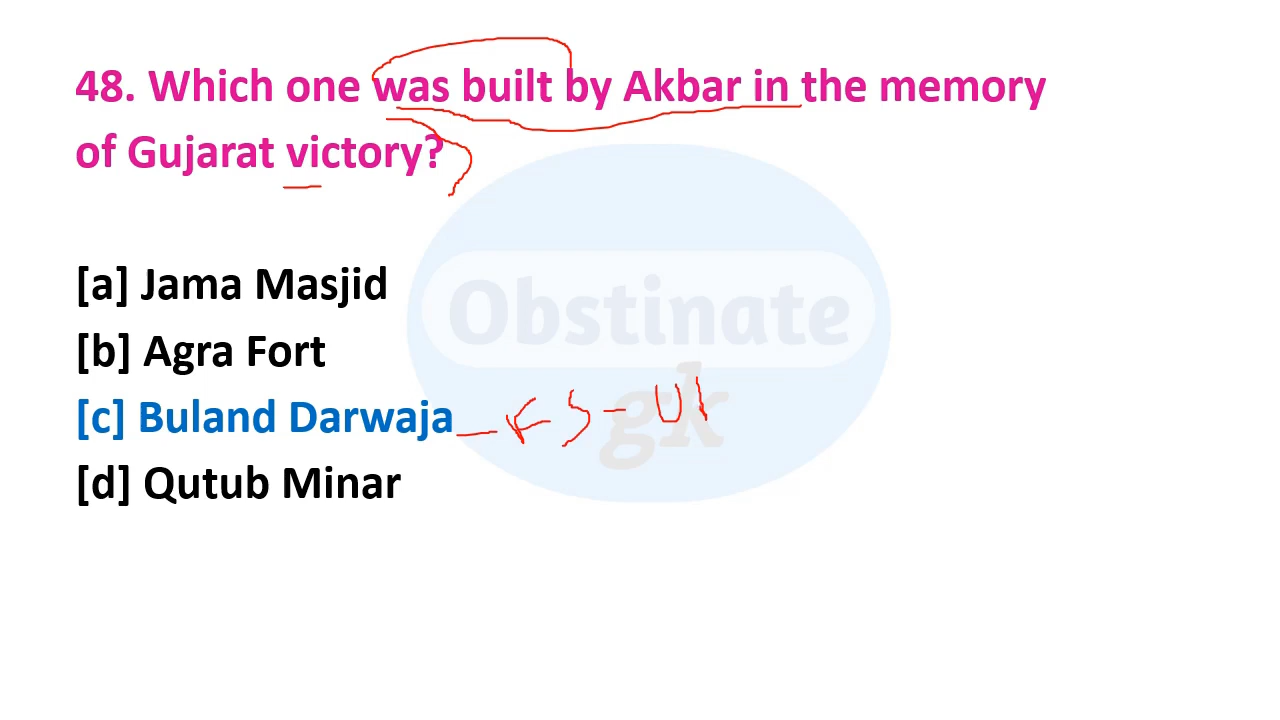 48. Which one was built by Akbar in the memory
of Gujarat victory?
[a] Jama Masjid
[b] Agra Fort
[c] Buland Darwaja
[d] Qutub Minar
Obstinate
gk